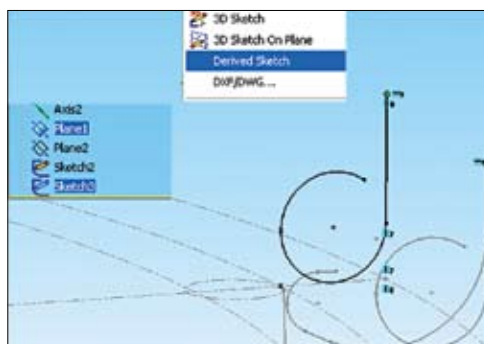 3D Sketch
3D Sketch On Plane
Derived Sketch
DXF/DWG...
Axis2
Plane1
Plane2
Sketch2
Sketch3